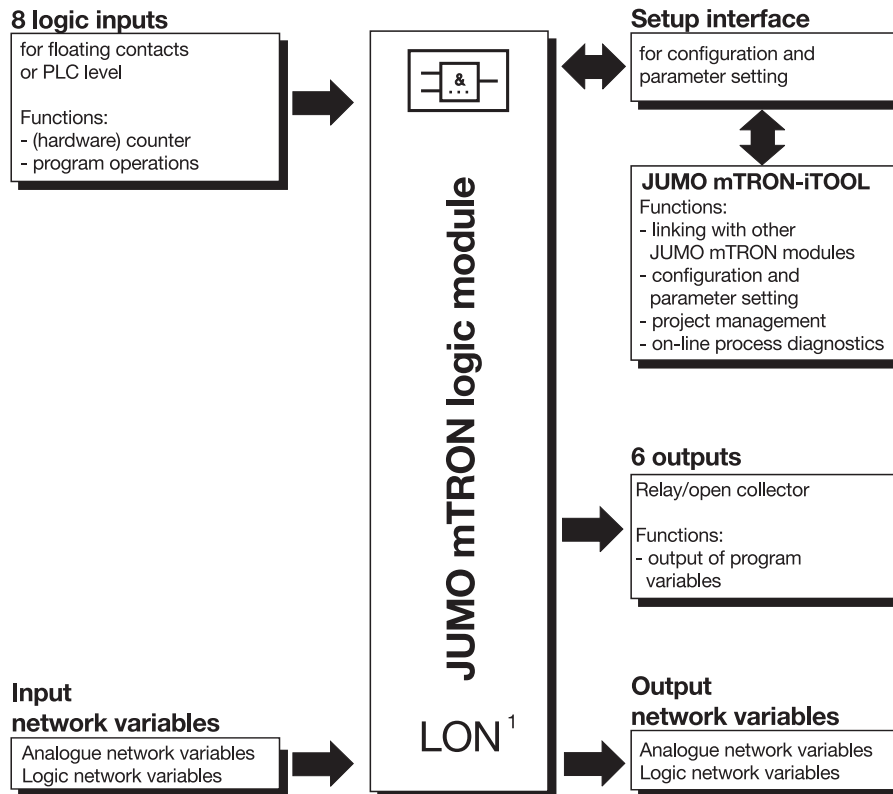 8 logic inputs
for floating contacts
or PLC level
Functions:
- (hardware) counter
- program operations
Input
network variables
Analogue network variables
Logic network variables
&
...
JUMO mTRON logic module
LON 1
Setup interface
for configuration and
parameter setting
JUMO mTRON-iTOOL
Functions:
- linking with other
JUMO mTRON modules
- configuration and
parameter setting
- project management
- on-line process diagnostics
6 outputs
Relay/open collector
Functions:
- output of program
variables
Output
network variables
Analogue network variables
Logic network variables